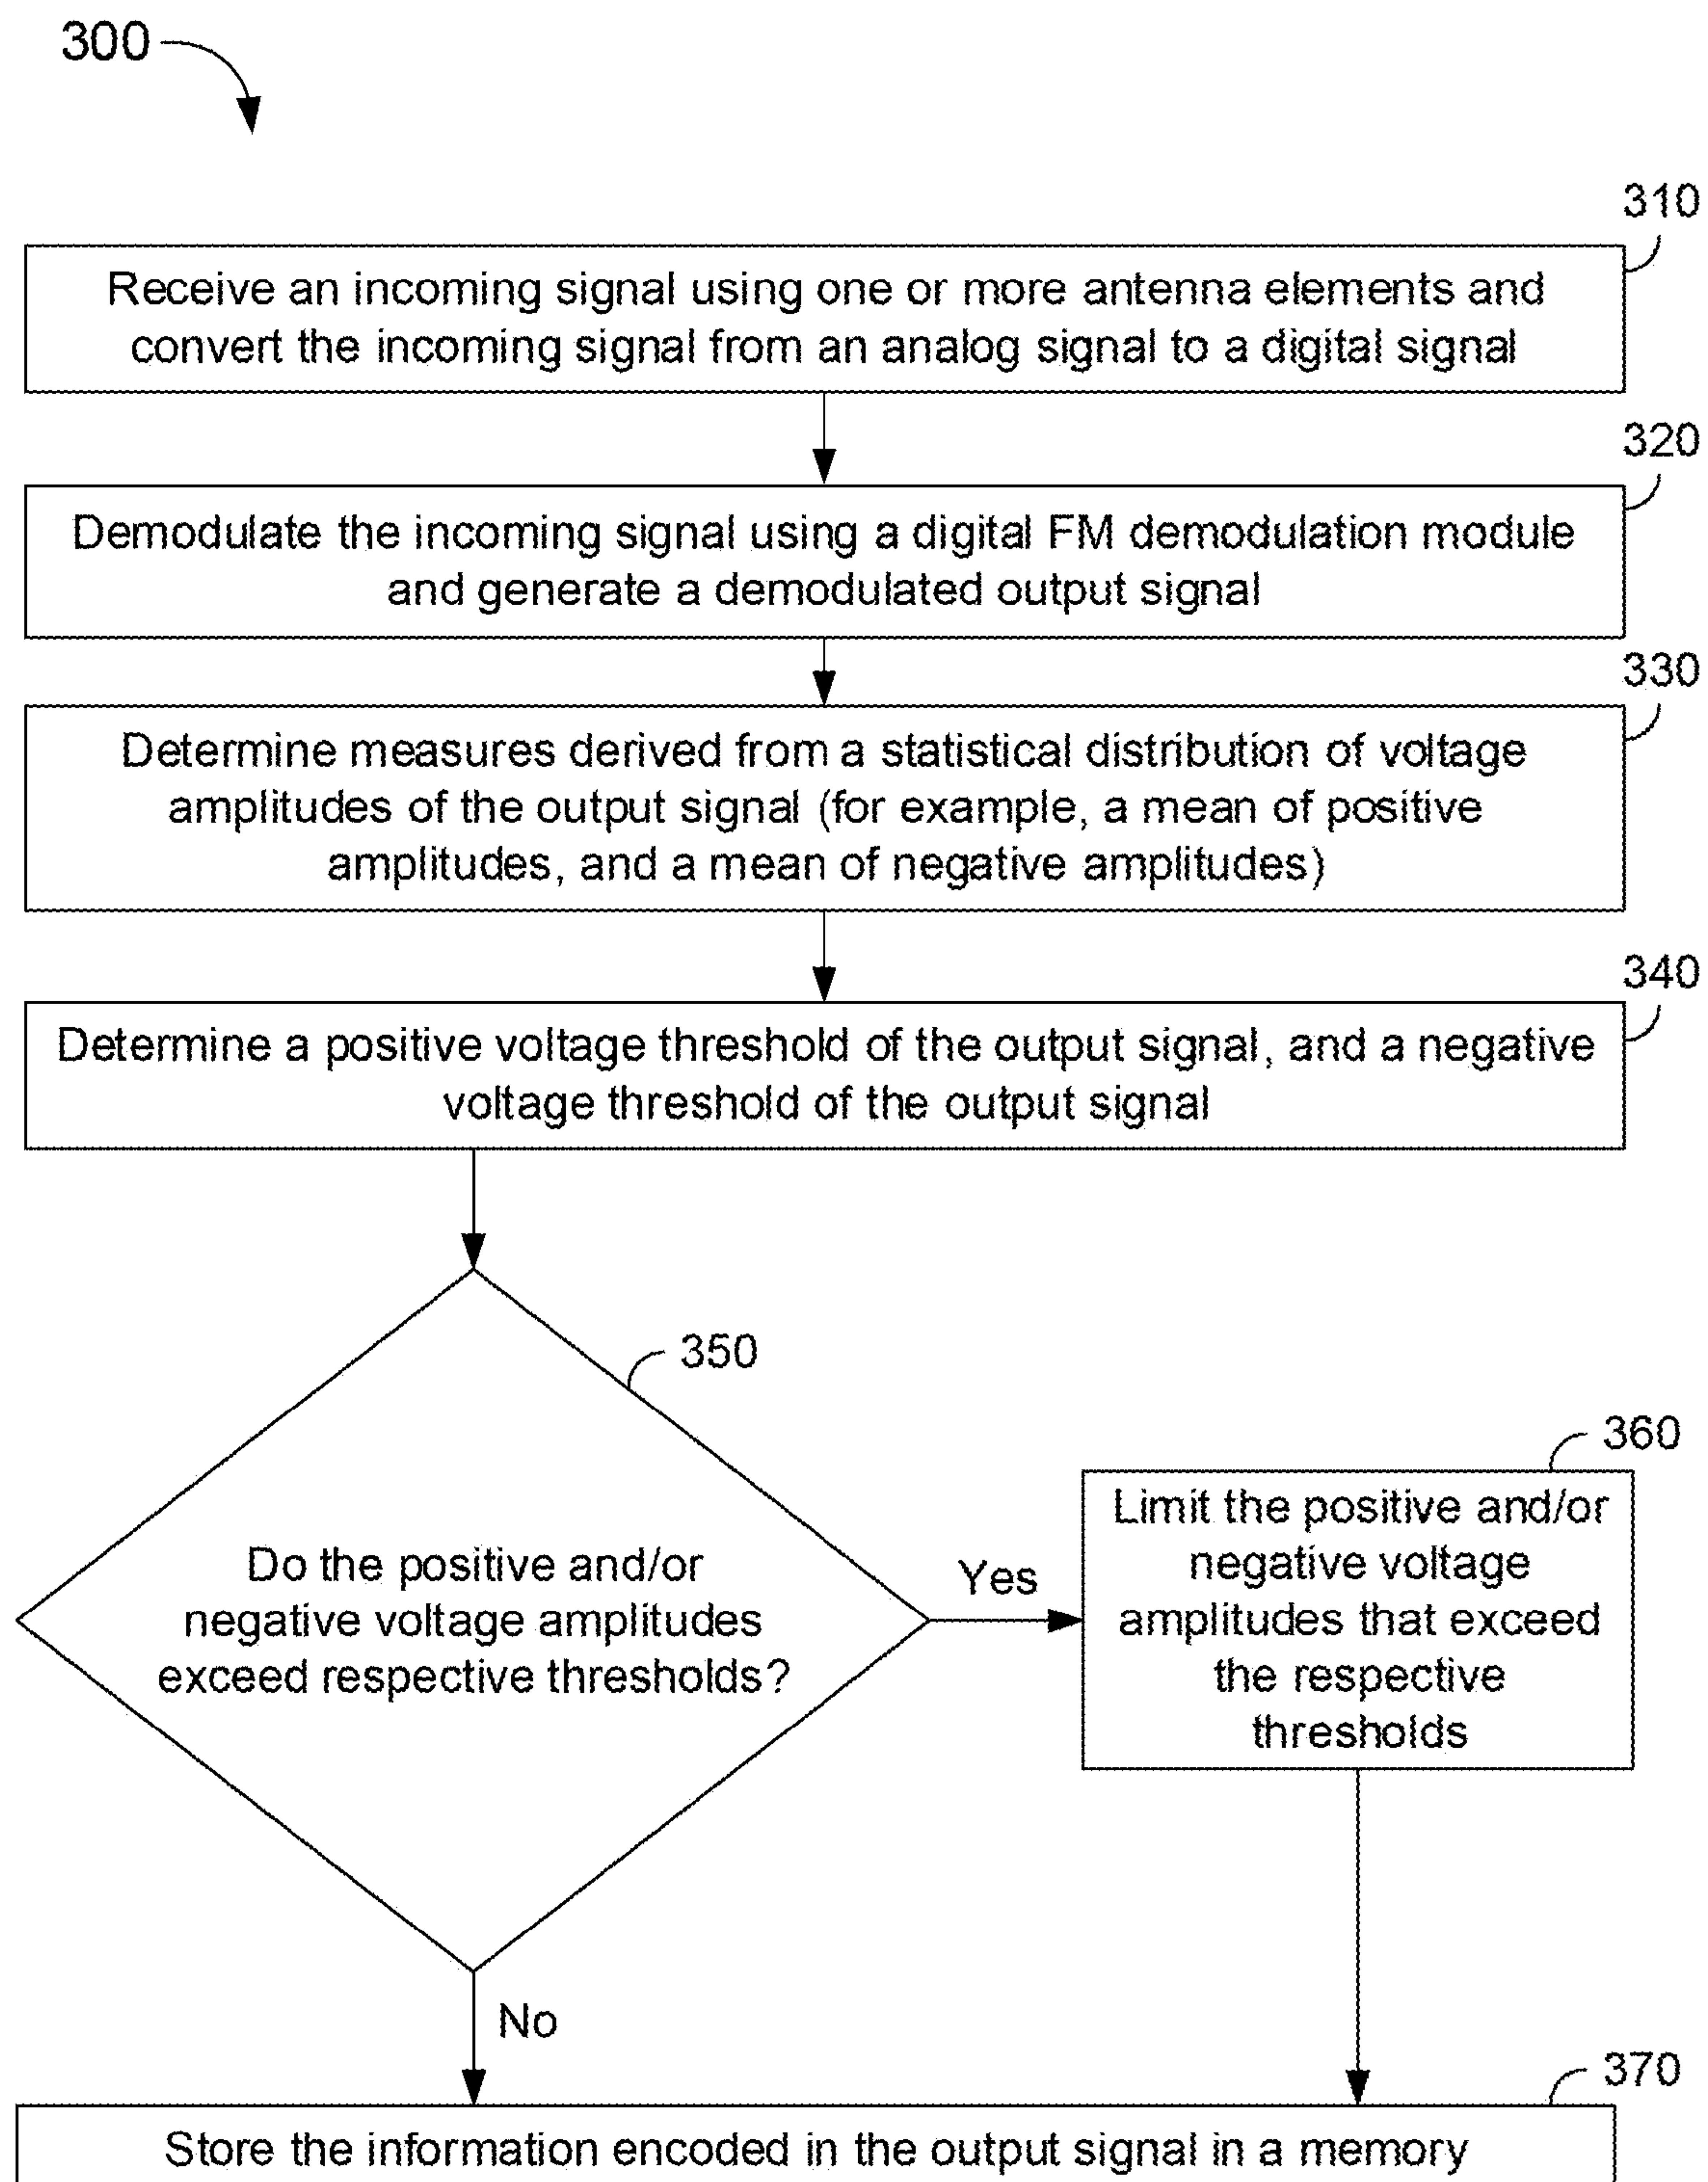 300
310
Receive an incoming signal using one or more antenna elements and
convert the incoming signal from an analog signal to a digital signal
320
Demodulate the incoming signal using a digital FM demodulation module
and generate a demodulated output signal
330
Determine measures derived from a statistical distribution of voltage
amplitudes of the output signal (for example, a mean of positive
amplitudes, and a mean of negative amplitudes)
340
Determine a positive voltage threshold of the output signal, and a negative
voltage threshold of the output signal
350
Do the positive and/or
negative voltage amplitudes
exceed respective thresholds?
Yes
360
Limit the positive and/or
negative voltage
amplitudes that exceed
the respective
thresholds
No
370
Store the information encoded in the output signal in a memory